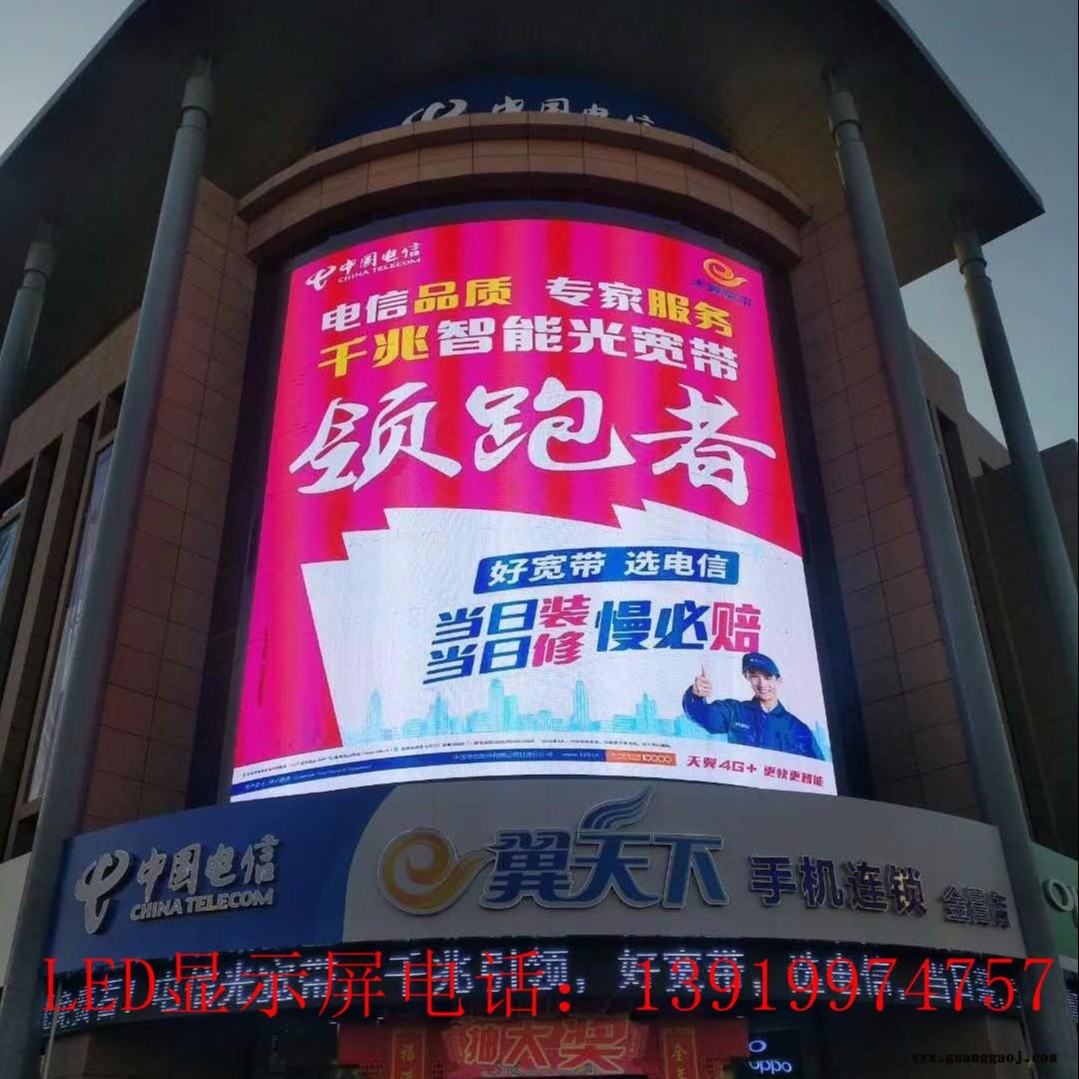 中国电信
中国电信
CHINA TELECOM
电信品质 专家服务
千兆智能光宽带
领跑者
好宽带 选电信
当日装
当日修
慢必赔
10000
天翼4G+ 更快更智能
中国电信
CHINA TELECOM
翼天下
手机连锁
LED显示屏电话：13919974757
抽大奖
oppo
www.guanggaoj.com